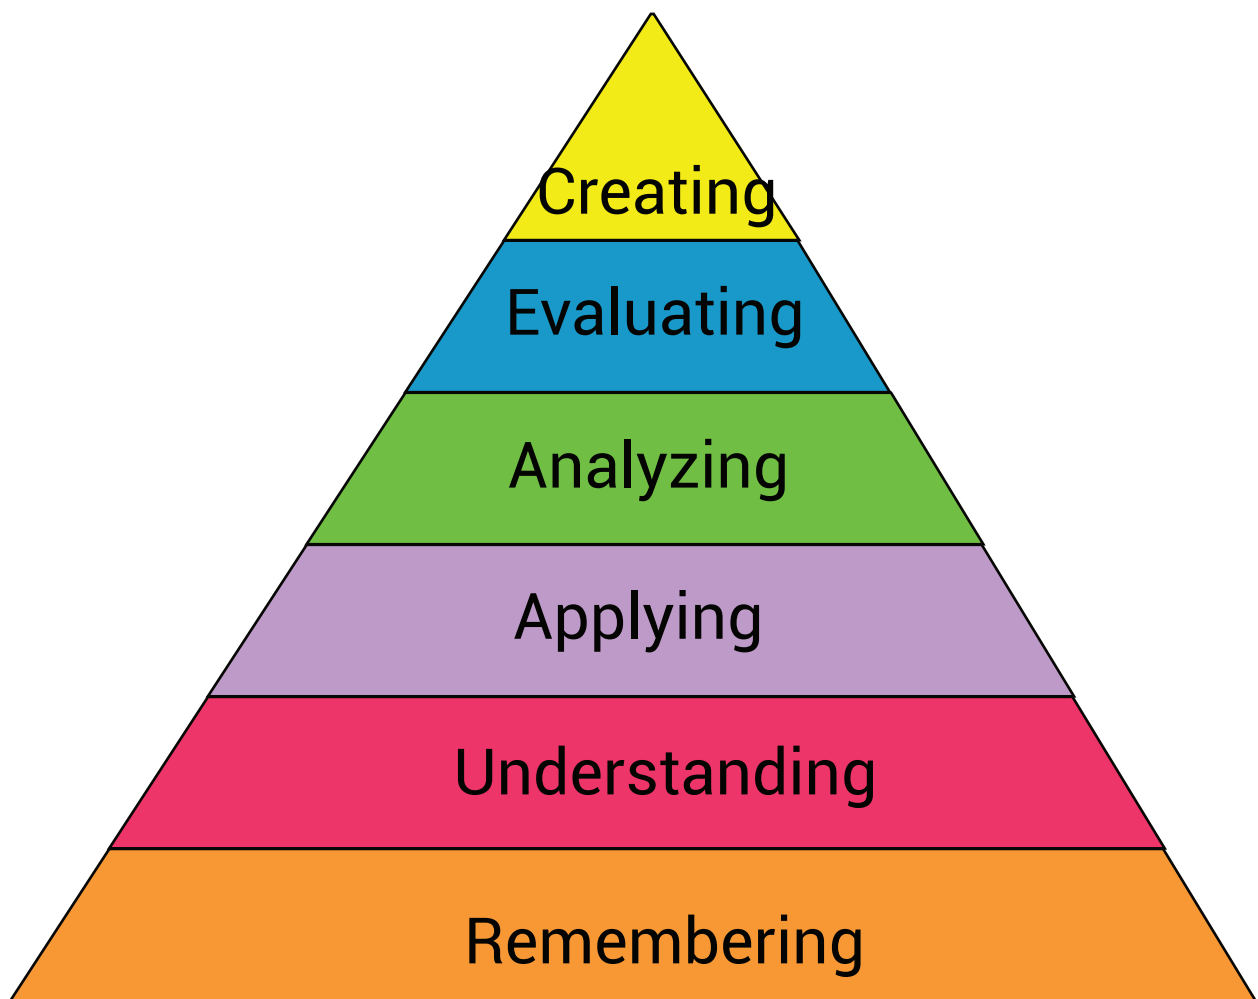 Creating
Evaluating
Analyzing
Applying
Understanding
Remembering